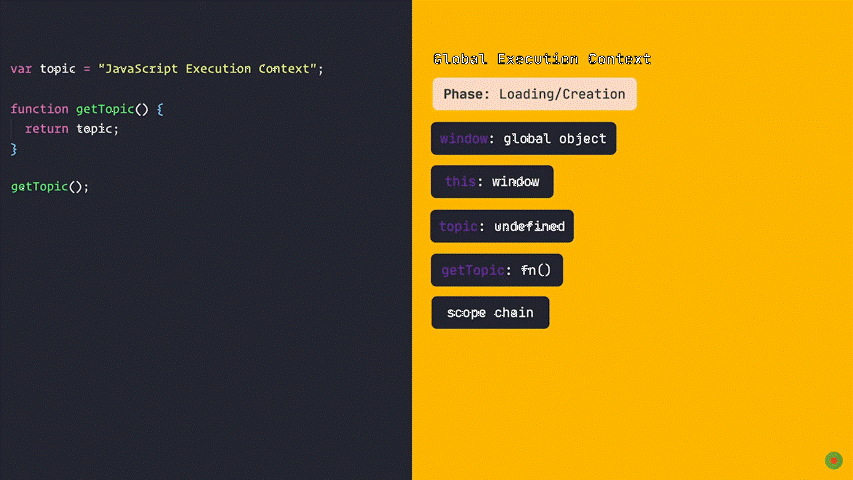 var topic = "JavaScript Execution Context";
function getTopic() {
return topic;
}
getTopic();
Global Execution Context
Phase: Loading/Creation
window: global object
this: window
topic: undefined
getTopic: fn()
scope chain